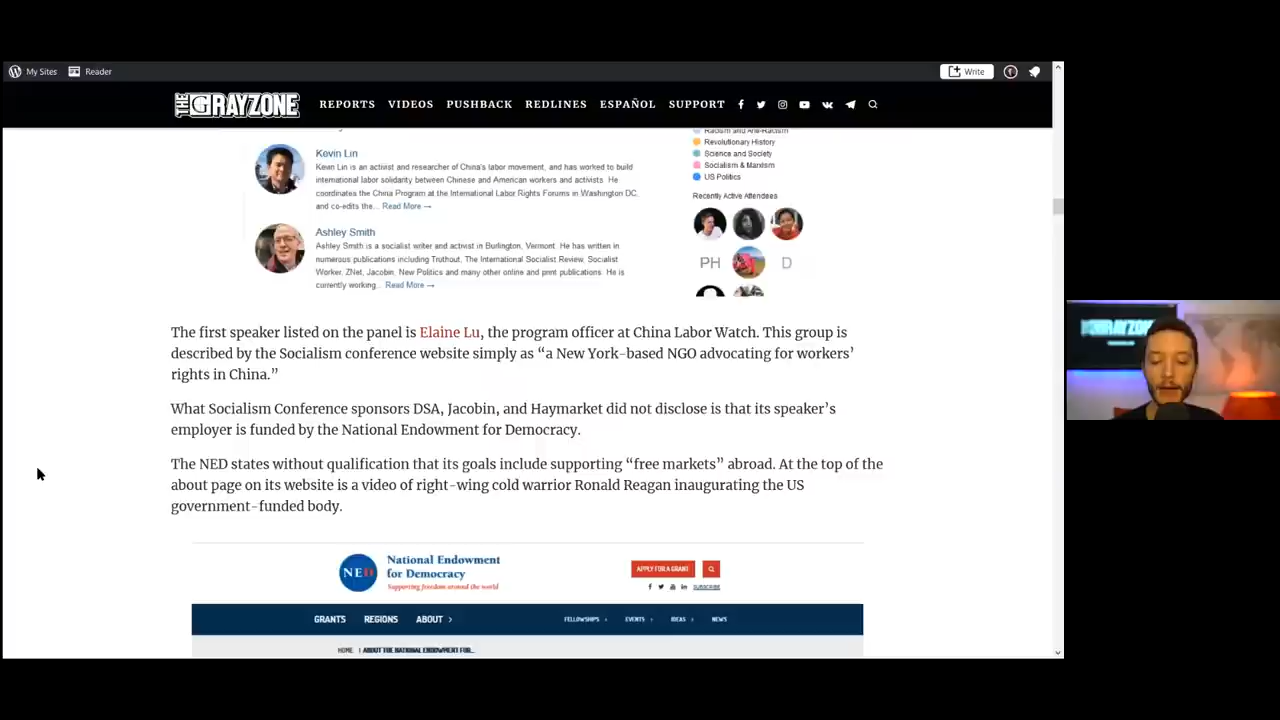 My Sites Reader Write
THE GRAYZONE REPORTS VIDEOS PUSHBACK REDLINES ESPAÑOL SUPPORT
Racism and Anti-Racism
Revolutionary History
Science and Society
Socialism & Marxism
US Politics
Recently Active Attendees
PH D
Kevin Lin
Kevin Lin is an activist and researcher of China's labor movement, and has worked to build
international labor solidarity between Chinese and American workers and activists. He
coordinates the China Program at the International Labor Rights Forums in Washington DC,
and co-edits the... Read More →
Ashley Smith
Ashley Smith is a socialist writer and activist in Burlington, Vermont. He has written in
numerous publications including Truthout, The International Socialist Review, Socialist
Worker, ZNet, Jacobin, New Politics and many other online and print publications. He is
currently working... Read More →
The first speaker listed on the panel is Elaine Lu, the program officer at China Labor Watch. This group is
described by the Socialism conference website simply as “a New York-based NGO advocating for workers’
rights in China.”
What Socialism Conference sponsors DSA, Jacobin, and Haymarket did not disclose is that its speaker’s
employer is funded by the National Endowment for Democracy.
The NED states without qualification that its goals include supporting “free markets” abroad. At the top of the
about page on its website is a video of right-wing cold warrior Ronald Reagan inaugurating the US
government-funded body.
NED
National Endowment
for Democracy
Supporting freedom around the world
APPLY FOR A GRANT
SUBSCRIBE
GRANTS REGIONS ABOUT FELLOWSHIPS EVENTS IDEAS NEWS
HOME | ABOUT THE NATIONAL ENDOWMENT FOR...